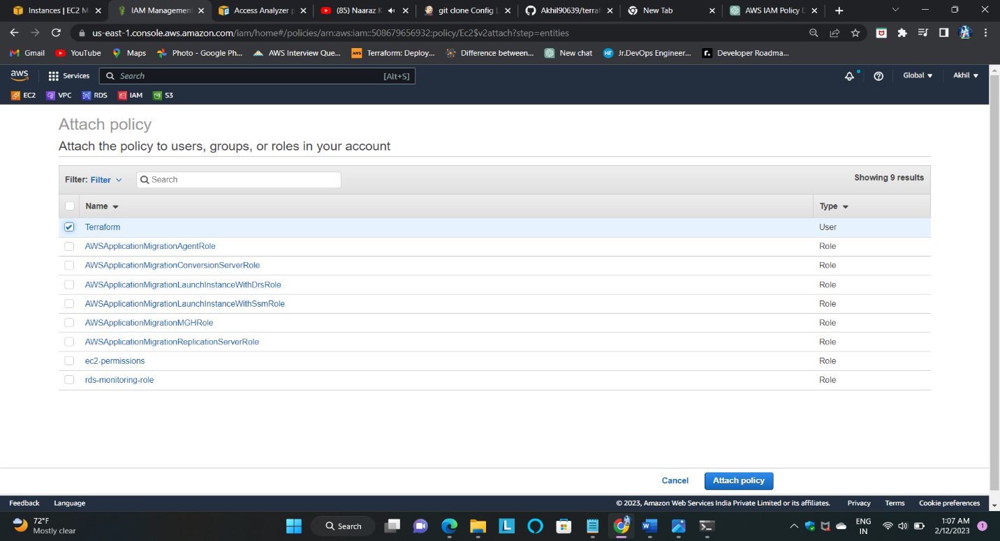 Instances | EC2 M
IAM Management
Access Analyzer p
(85) Naaraz K
git clone Config |
Akhil90639/terraf
New Tab
AWS IAM Policy D
us-east-1.console.aws.amazon.com/iam/home#/policies/arn:aws:iam::508679656932:policy/Ec2$v2attach?step=entities
Gmail
YouTube
Maps
Photo - Google Ph...
AWS Interview Que...
Terraform: Deploy...
Difference between...
New chat
Jr.DevOps Engineer...
Developer Roadma...
aws
Services
Search
[Alt+S]
Global
Akhil
EC2
VPC
RDS
IAM
S3
Attach policy
Attach the policy to users, groups, or roles in your account
Filter: Filter
Search
Showing 9 results
Name
Type
Terraform
User
AWSApplicationMigrationAgentRole
Role
AWSApplicationMigrationConversionServerRole
Role
AWSApplicationMigrationLaunchInstanceWithDrsRole
Role
AWSApplicationMigrationLaunchInstanceWithSsmRole
Role
AWSApplicationMigrationMGHRole
Role
AWSApplicationMigrationReplicationServerRole
Role
ec2-permissions
Role
rds-monitoring-role
Role
Cancel
Attach policy
Feedback
Language
© 2023, Amazon Web Services India Private Limited or its affiliates.
Privacy
Terms
Cookie preferences
72°F
Mostly clear
Search
ENG
IN
1:07 AM
2/12/2023
1